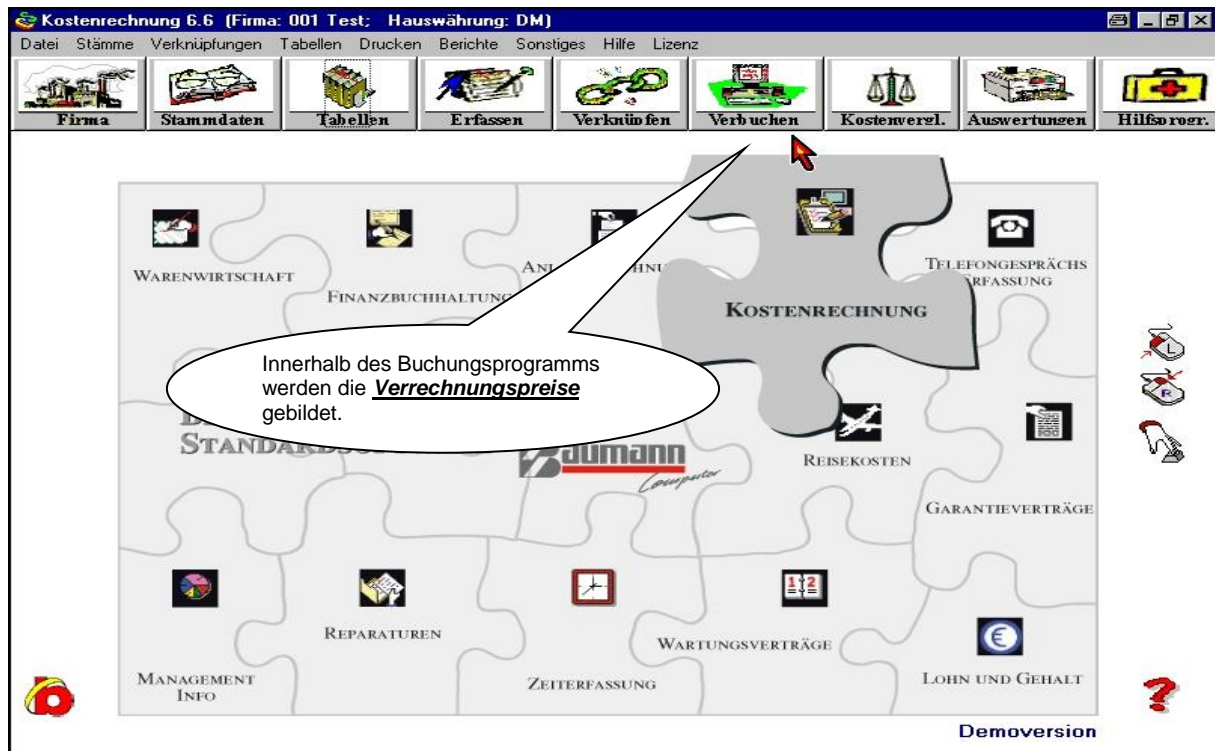 Kostenrechnung 6.6 (Firma: 001 Test; Hauswährung: DM)
Datei Stämme Verknüpfungen Tabellen Drucken Berichte Sonstiges Hilfe Lizenz
Firma Stammdaten Tabellen Erfassen Verknüpfen Verbuchen Kostenvergl. Auswertungen Hilfsprogr.
WARENWIRTSCHAFT
FINANZBUCHHALTUNG
KOSTENRECHNUNG
TELEFONGESPRÄCHS
Innerhalb des Buchungsprogramms
werden die Verrechnungspreise
gebildet.
Baumann
Computer
REISEKOSTEN
GARANTIEVERTRÄGE
REPARATUREN
WARTUNGSVERTRÄGE
MANAGEMENT
INFO
ZEITERFASSUNG
LOHN UND GEHALT
Demoversion